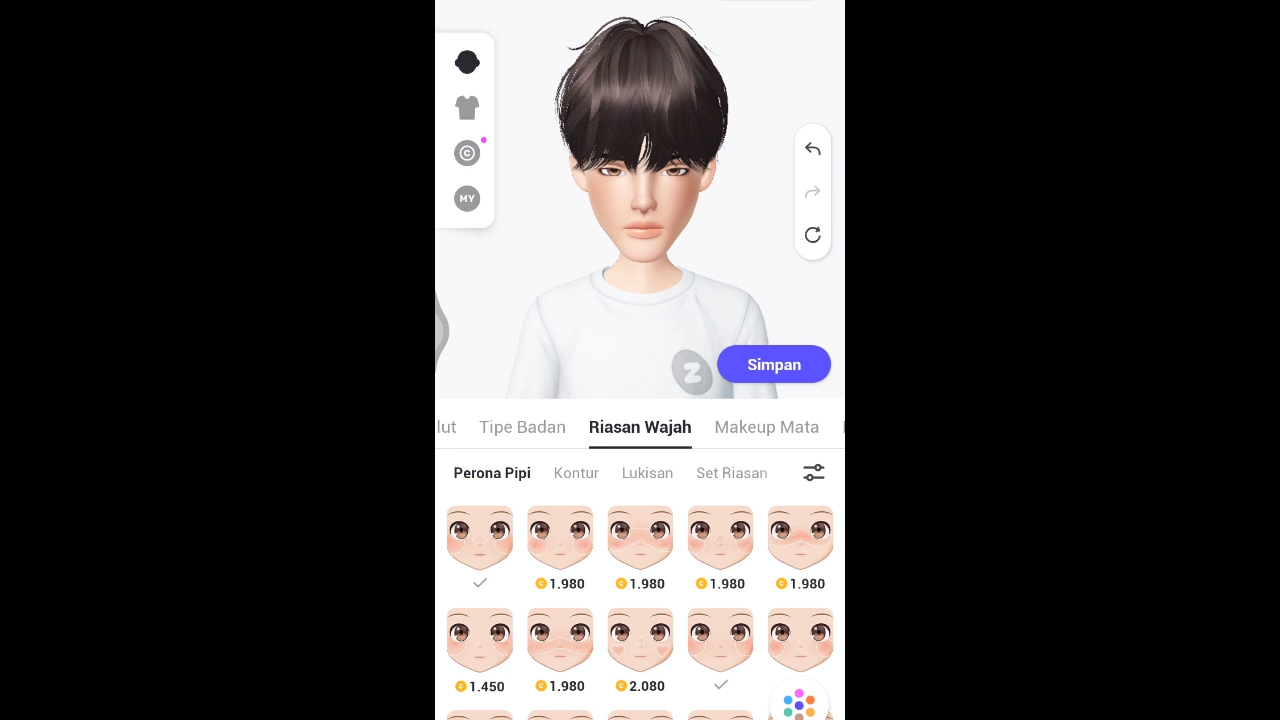 MY
Z
Simpan
lut Tipe Badan Riasan Wajah Makeup Mata
Perona Pipi Kontur Lukisan Set Riasan
1.980 1.980 1.980 1.980
1.450 1.980 2.080